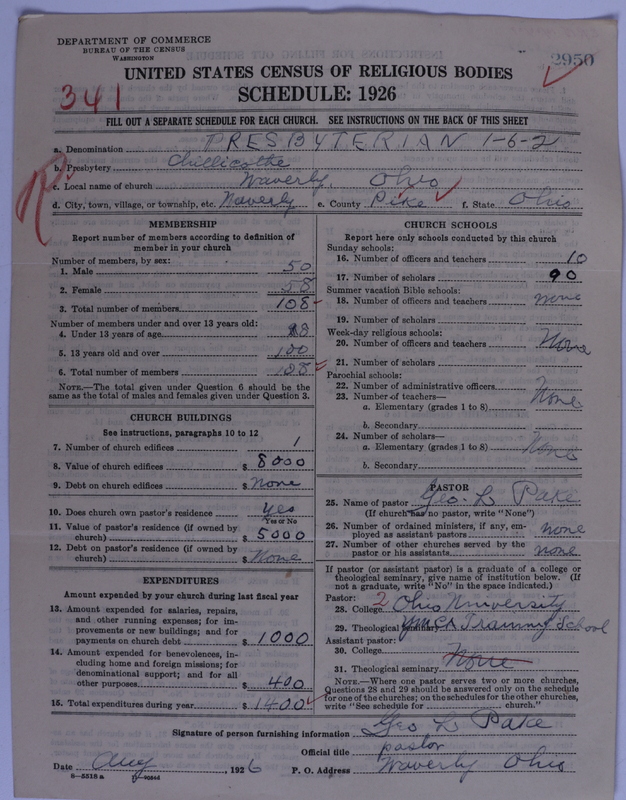 DEPARTMENT OF COMMERCE
BUREAU OF THE CENSUS
WASHINGTON
2950
UNITED STATES CENSUS OF RELIGIOUS BODIES
341
SCHEDULE: 1926
FILL OUT A SEPARATE SCHEDULE FOR EACH CHURCH. SEE INSTRUCTIONS ON THE BACK OF THIS SHEET
a. Denomination PRESBYTERIAN 1-6-2
b. Presbytery Chillicothe
c. Local name of church Waverly, Ohio
d. City, town, village, or township, etc. Waverly e. County Pike f. State Ohio
MEMBERSHIP
Report number of members according to definition of
member in your church
Number of members, by sex:
1. Male 50
2. Female 58
3. Total number of members 108
Number of members under and over 13 years old:
4. Under 13 years of age 8
5. 13 years old and over 100
6. Total number of members 108
NOTE.—The total given under Question 6 should be the
same as the total of males and females given under Question 3.
CHURCH BUILDINGS
See instructions, paragraphs 10 to 12
7. Number of church edifices 1
8. Value of church edifices $ 8000
9. Debt on church edifices $ None
10. Does church own pastor's residence? yes
Yes or No
11. Value of pastor's residence (if owned by
church) $ 5000
12. Debt on pastor's residence (if owned by
church) $ None
EXPENDITURES
Amount expended by your church during last fiscal year
13. Amount expended for salaries, repairs,
and other running expenses; for im-
provements or new buildings; and for
payments on church debt $ 1000
14. Amount expended for benevolences, in-
cluding home and foreign missions; for
denominational support; and for all
other purposes $ 400
15. Total expenditures during year $ 1400
CHURCH SCHOOLS
Report here only schools conducted by this church
Sunday schools:
16. Number of officers and teachers 10
17. Number of scholars 90
Summer vacation Bible schools:
18. Number of officers and teachers none
19. Number of scholars
Week-day religious schools:
20. Number of officers and teachers None
21. Number of scholars
Parochial schools:
22. Number of administrative officers
23. Number of teachers— None
a. Elementary (grades 1 to 8)
b. Secondary
24. Number of scholars—
a. Elementary (grades 1 to 8) None
b. Secondary
PASTOR
25. Name of pastor Geo. L Pake
(If church has no pastor, write "None")
26. Number of ordained ministers, if any, em-
ployed as assistant pastors none
27. Number of other churches served by the
pastor or his assistants none
If pastor (or assistant pastor) is a graduate of a college or
theological seminary, give name of institution below. (If
not a graduate, write "No" in the space indicated.)
Pastor:
28. College 2 Ohio University
29. Theological seminary YMCA Training School
Assistant pastor:
30. College
None
31. Theological seminary
NOTE.—Where one pastor serves two or more churches,
Questions 28 and 29 should be answered only on the schedule
for one of the churches; on the schedules for the other churches,
write "See schedule for church."
Signature of person furnishing information Geo L Pake
Official title pastor
Date Aug, 1926 P. O. Address Waverly Ohio
8—5518 a